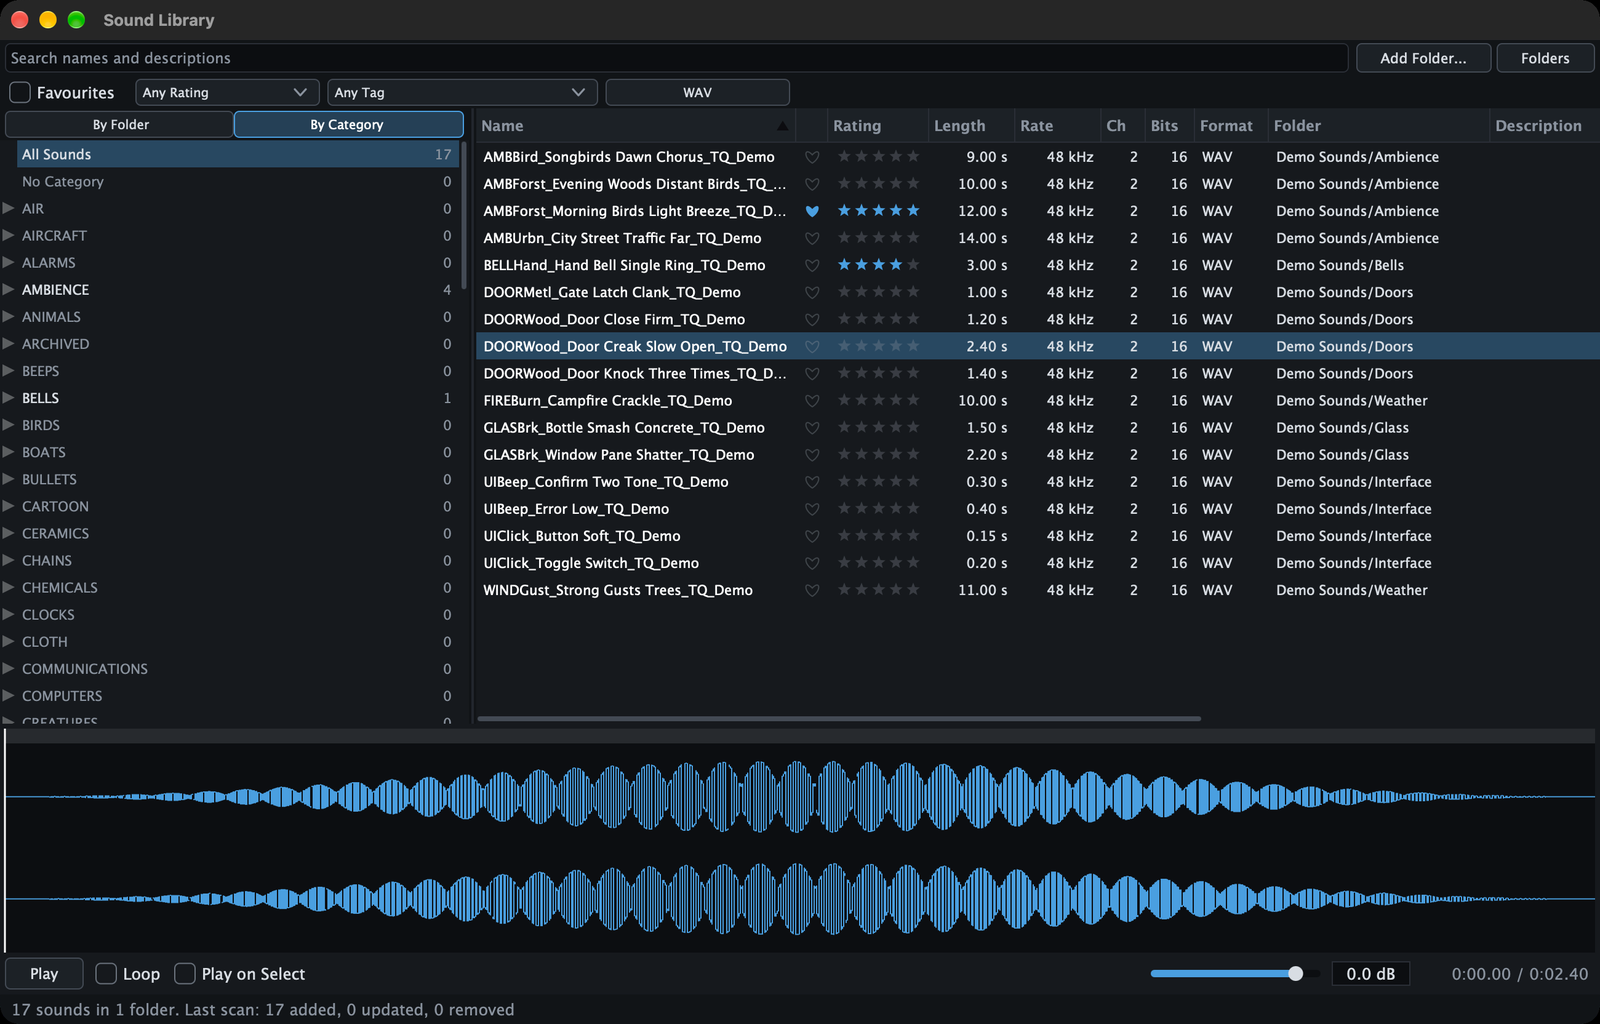 Sound Library
Search names and descriptions
Add Folder...
Folders
Favourites
Any Rating
Any Tag
WAV
By Folder
By Category
All Sounds 17
No Category 0
AIR 0
AIRCRAFT 0
ALARMS 0
AMBIENCE 4
ANIMALS 0
ARCHIVED 0
BEEPS 0
BELLS 1
BIRDS 0
BOATS 0
BULLETS 0
CARTOON 0
CERAMICS 0
CHAINS 0
CHEMICALS 0
CLOCKS 0
CLOTH 0
COMMUNICATIONS 0
COMPUTERS 0
CREATURES 0
Name Rating Length Rate Ch Bits Format Folder Description
AMBBird_Songbirds Dawn Chorus_TQ_Demo 9.00 s 48 kHz 2 16 WAV Demo Sounds/Ambience
AMBForst_Evening Woods Distant Birds_TQ_... 10.00 s 48 kHz 2 16 WAV Demo Sounds/Ambience
AMBForst_Morning Birds Light Breeze_TQ_D... 12.00 s 48 kHz 2 16 WAV Demo Sounds/Ambience
AMBUrbn_City Street Traffic Far_TQ_Demo 14.00 s 48 kHz 2 16 WAV Demo Sounds/Ambience
BELLHand_Hand Bell Single Ring_TQ_Demo 3.00 s 48 kHz 2 16 WAV Demo Sounds/Bells
DOORMetl_Gate Latch Clank_TQ_Demo 1.00 s 48 kHz 2 16 WAV Demo Sounds/Doors
DOORWood_Door Close Firm_TQ_Demo 1.20 s 48 kHz 2 16 WAV Demo Sounds/Doors
DOORWood_Door Creak Slow Open_TQ_Demo 2.40 s 48 kHz 2 16 WAV Demo Sounds/Doors
DOORWood_Door Knock Three Times_TQ_D... 1.40 s 48 kHz 2 16 WAV Demo Sounds/Doors
FIREBurn_Campfire Crackle_TQ_Demo 10.00 s 48 kHz 2 16 WAV Demo Sounds/Weather
GLASBrk_Bottle Smash Concrete_TQ_Demo 1.50 s 48 kHz 2 16 WAV Demo Sounds/Glass
GLASBrk_Window Pane Shatter_TQ_Demo 2.20 s 48 kHz 2 16 WAV Demo Sounds/Glass
UIBeep_Confirm Two Tone_TQ_Demo 0.30 s 48 kHz 2 16 WAV Demo Sounds/Interface
UIBeep_Error Low_TQ_Demo 0.40 s 48 kHz 2 16 WAV Demo Sounds/Interface
UIClick_Button Soft_TQ_Demo 0.15 s 48 kHz 2 16 WAV Demo Sounds/Interface
UIClick_Toggle Switch_TQ_Demo 0.20 s 48 kHz 2 16 WAV Demo Sounds/Interface
WINDGust_Strong Gusts Trees_TQ_Demo 11.00 s 48 kHz 2 16 WAV Demo Sounds/Weather
Play
Loop
Play on Select
0.0 dB
0:00.00 / 0:02.40
17 sounds in 1 folder. Last scan: 17 added, 0 updated, 0 removed